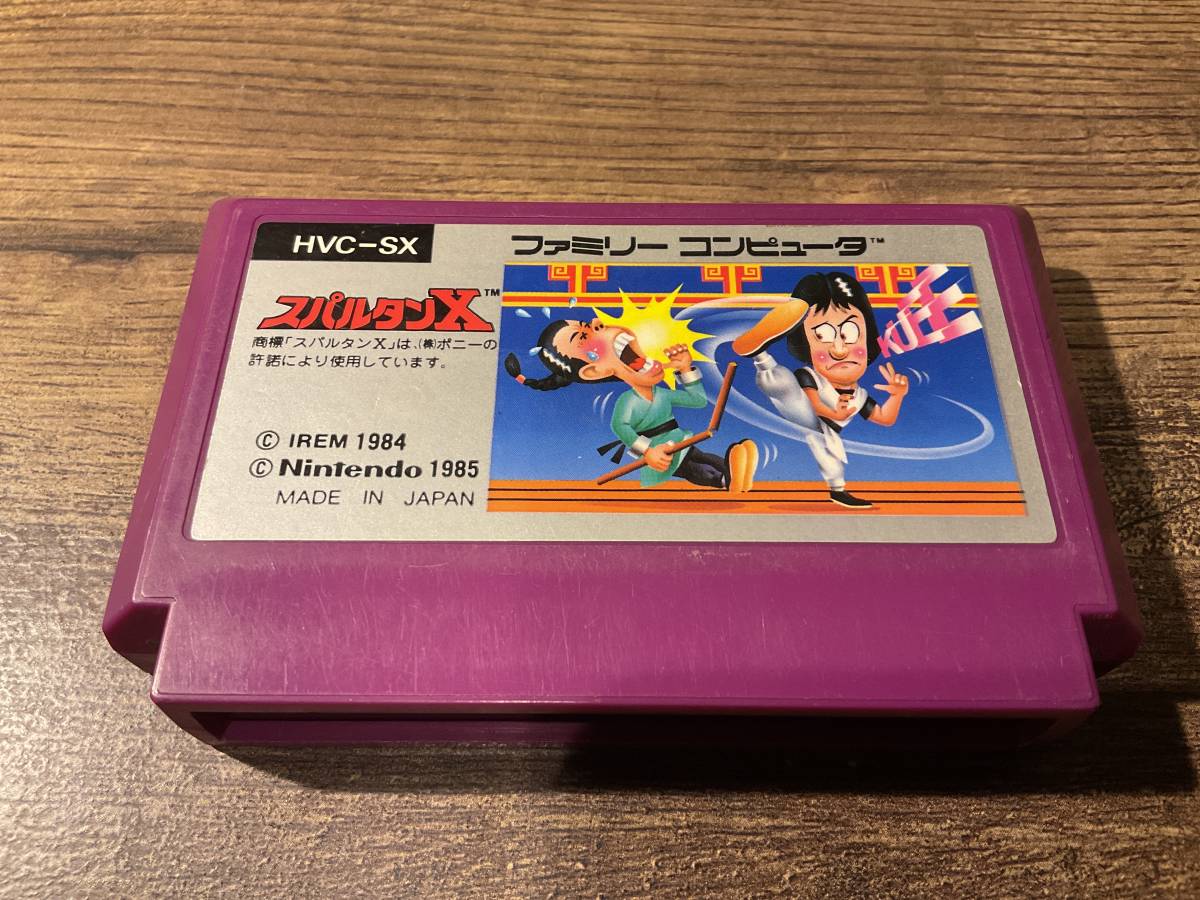 HVC-SX
ファミリー コンピュータ™
スパルタンX™
商標「スパルタンX」は、(株)ポニーの
許諾により使用しています。
© IREM 1984
© Nintendo 1985
MADE IN JAPAN